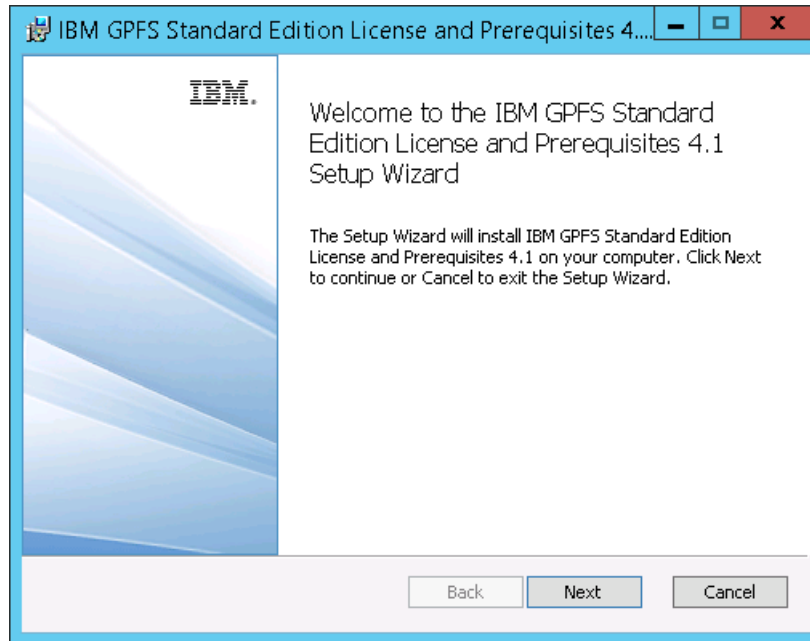 IBM GPFS Standard Edition License and Prerequisites 4....
IBM.
Welcome to the IBM GPFS Standard
Edition License and Prerequisites 4.1
Setup Wizard
The Setup Wizard will install IBM GPFS Standard Edition
License and Prerequisites 4.1 on your computer. Click Next
to continue or Cancel to exit the Setup Wizard.
Back Next Cancel